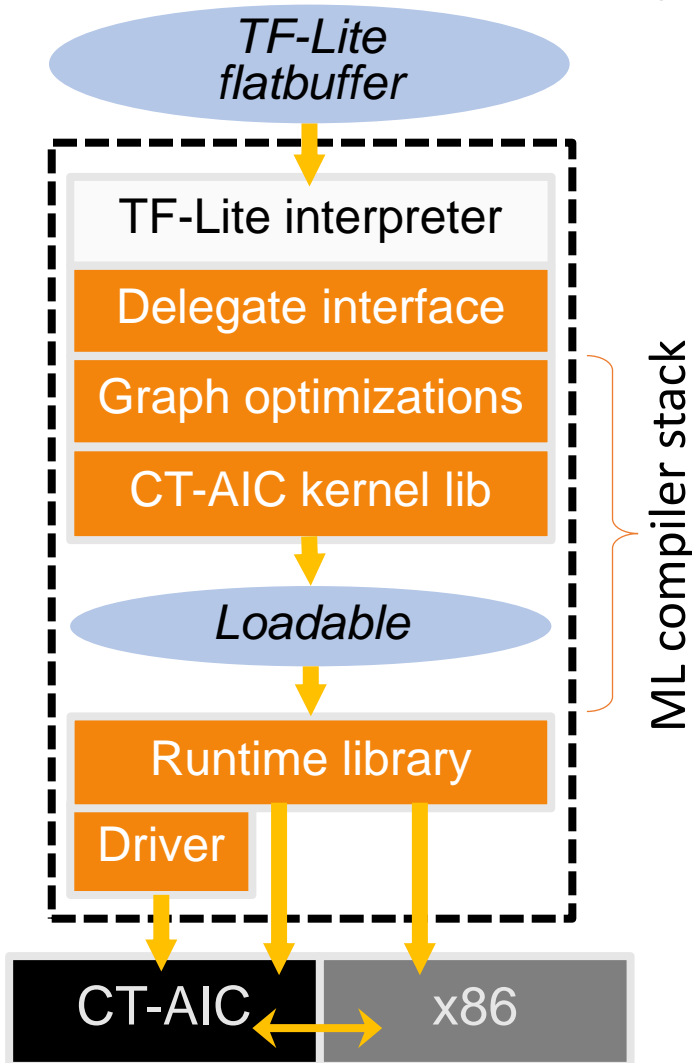 TF-Lite
flatbuffer
TF-Lite interpreter
Delegate interface
Graph optimizations
CT-AIC kernel lib
Loadable
Runtime library
Driver
CT-AIC
x86
ML compiler stack